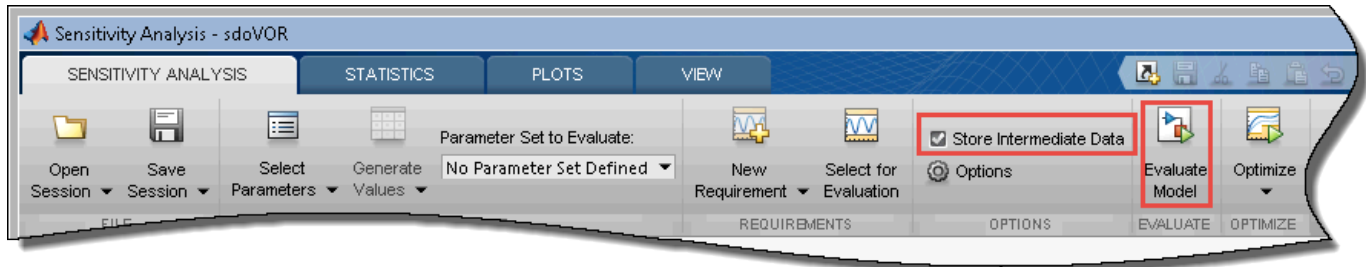 Sensitivity Analysis - sdoVOR
SENSITIVITY ANALYSIS STATISTICS PLOTS VIEW
Open Session
Save Session
Select Parameters
Generate Values
Parameter Set to Evaluate:
No Parameter Set Defined
New Requirement
Select for Evaluation
Store Intermediate Data
Options
Evaluate Model
Optimize
FILE
REQUIREMENTS OPTIONS EVALUATE OPTIMIZE